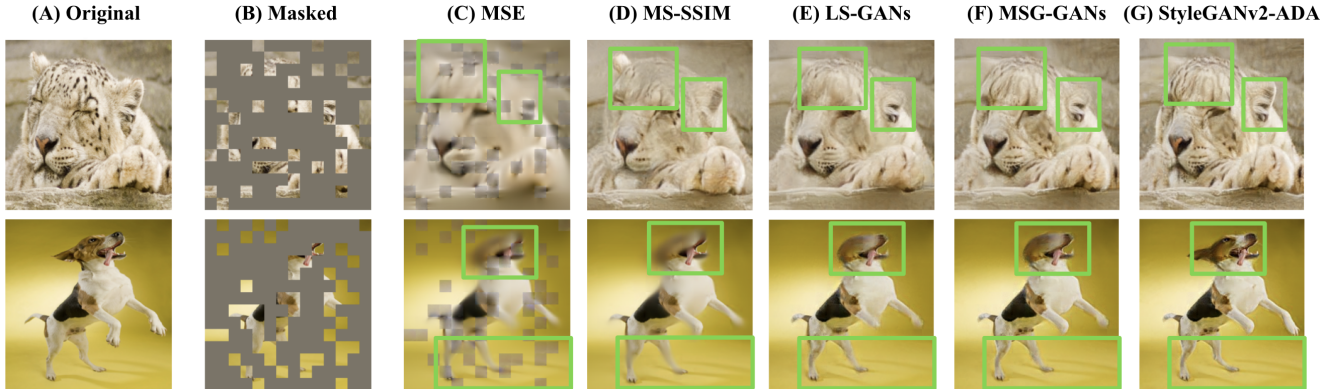 (A) Original (B) Masked (C) MSE (D) MS-SSIM (E) LS-GANs (F) MSG-GANs (G) StyleGANv2-ADA